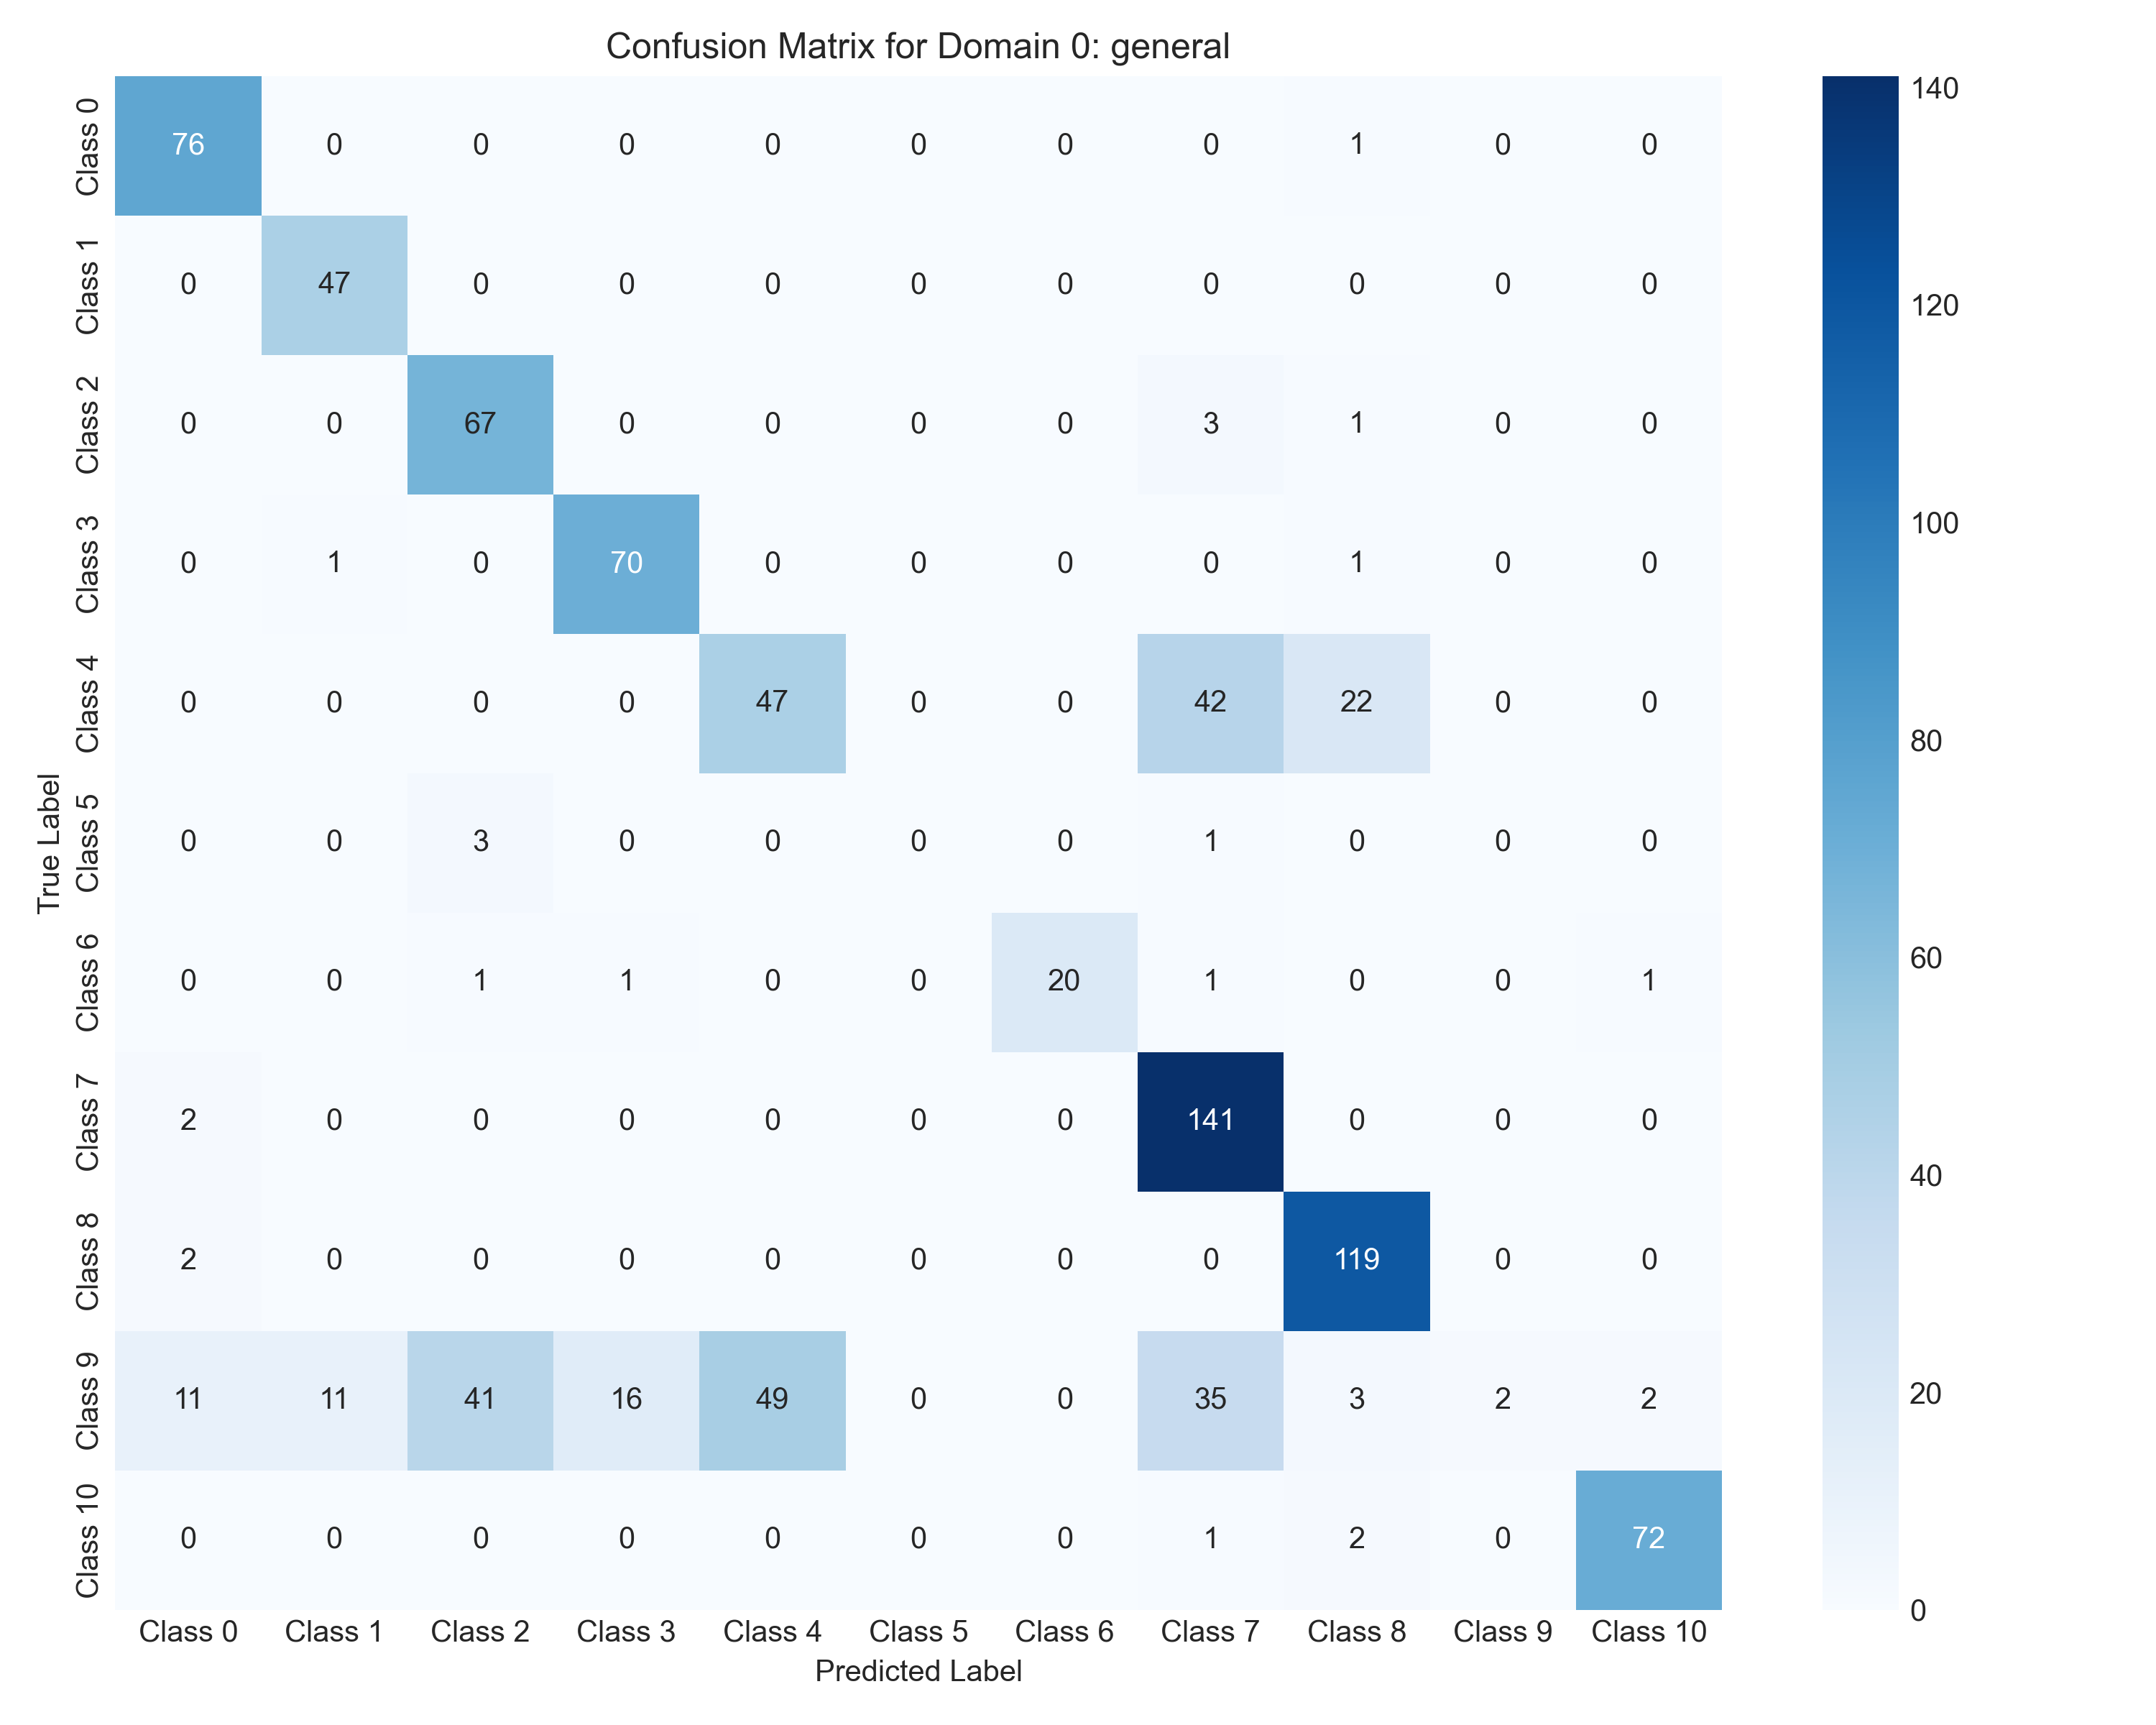 Confusion Matrix for Domain 0: general
True Label
Class 0 76 0 0 0 0 0 0 0 1 0 0
Class 1 0 47 0 0 0 0 0 0 0 0 0
Class 2 0 0 67 0 0 0 0 3 1 0 0
Class 3 0 1 0 70 0 0 0 0 1 0 0
Class 4 0 0 0 0 47 0 0 42 22 0 0
Class 5 0 0 3 0 0 0 0 1 0 0 0
Class 6 0 0 1 1 0 0 20 1 0 0 1
Class 7 2 0 0 0 0 0 0 141 0 0 0
Class 8 2 0 0 0 0 0 0 0 119 0 0
Class 9 11 11 41 16 49 0 0 35 3 2 2
Class 10 0 0 0 0 0 0 0 1 2 0 72
Class 0 Class 1 Class 2 Class 3 Class 4 Class 5 Class 6 Class 7 Class 8 Class 9 Class 10
Predicted Label
140
120
100
80
60
40
20
0